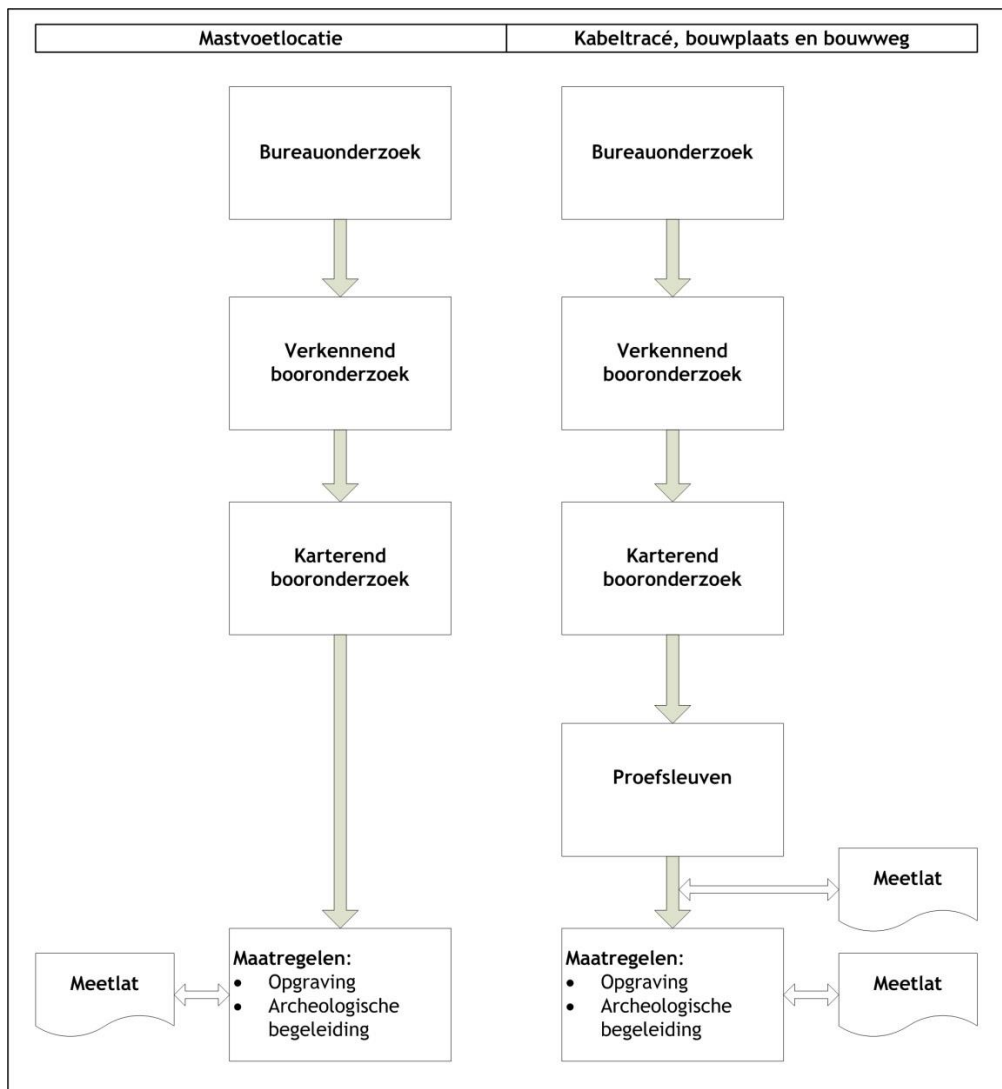 Mastvoetlocatie
Kabeltracé, bouwplaats en bouwweg
Bureauonderzoek
Verkennend
booronderzoek
Karterend
booronderzoek
Maatregelen:
• Opgraving
• Archeologische
begeleiding
Meetlat
Bureauonderzoek
Verkennend
booronderzoek
Karterend
booronderzoek
Proefsleuven
Meetlat
Maatregelen:
• Opgraving
• Archeologische
begeleiding
Meetlat